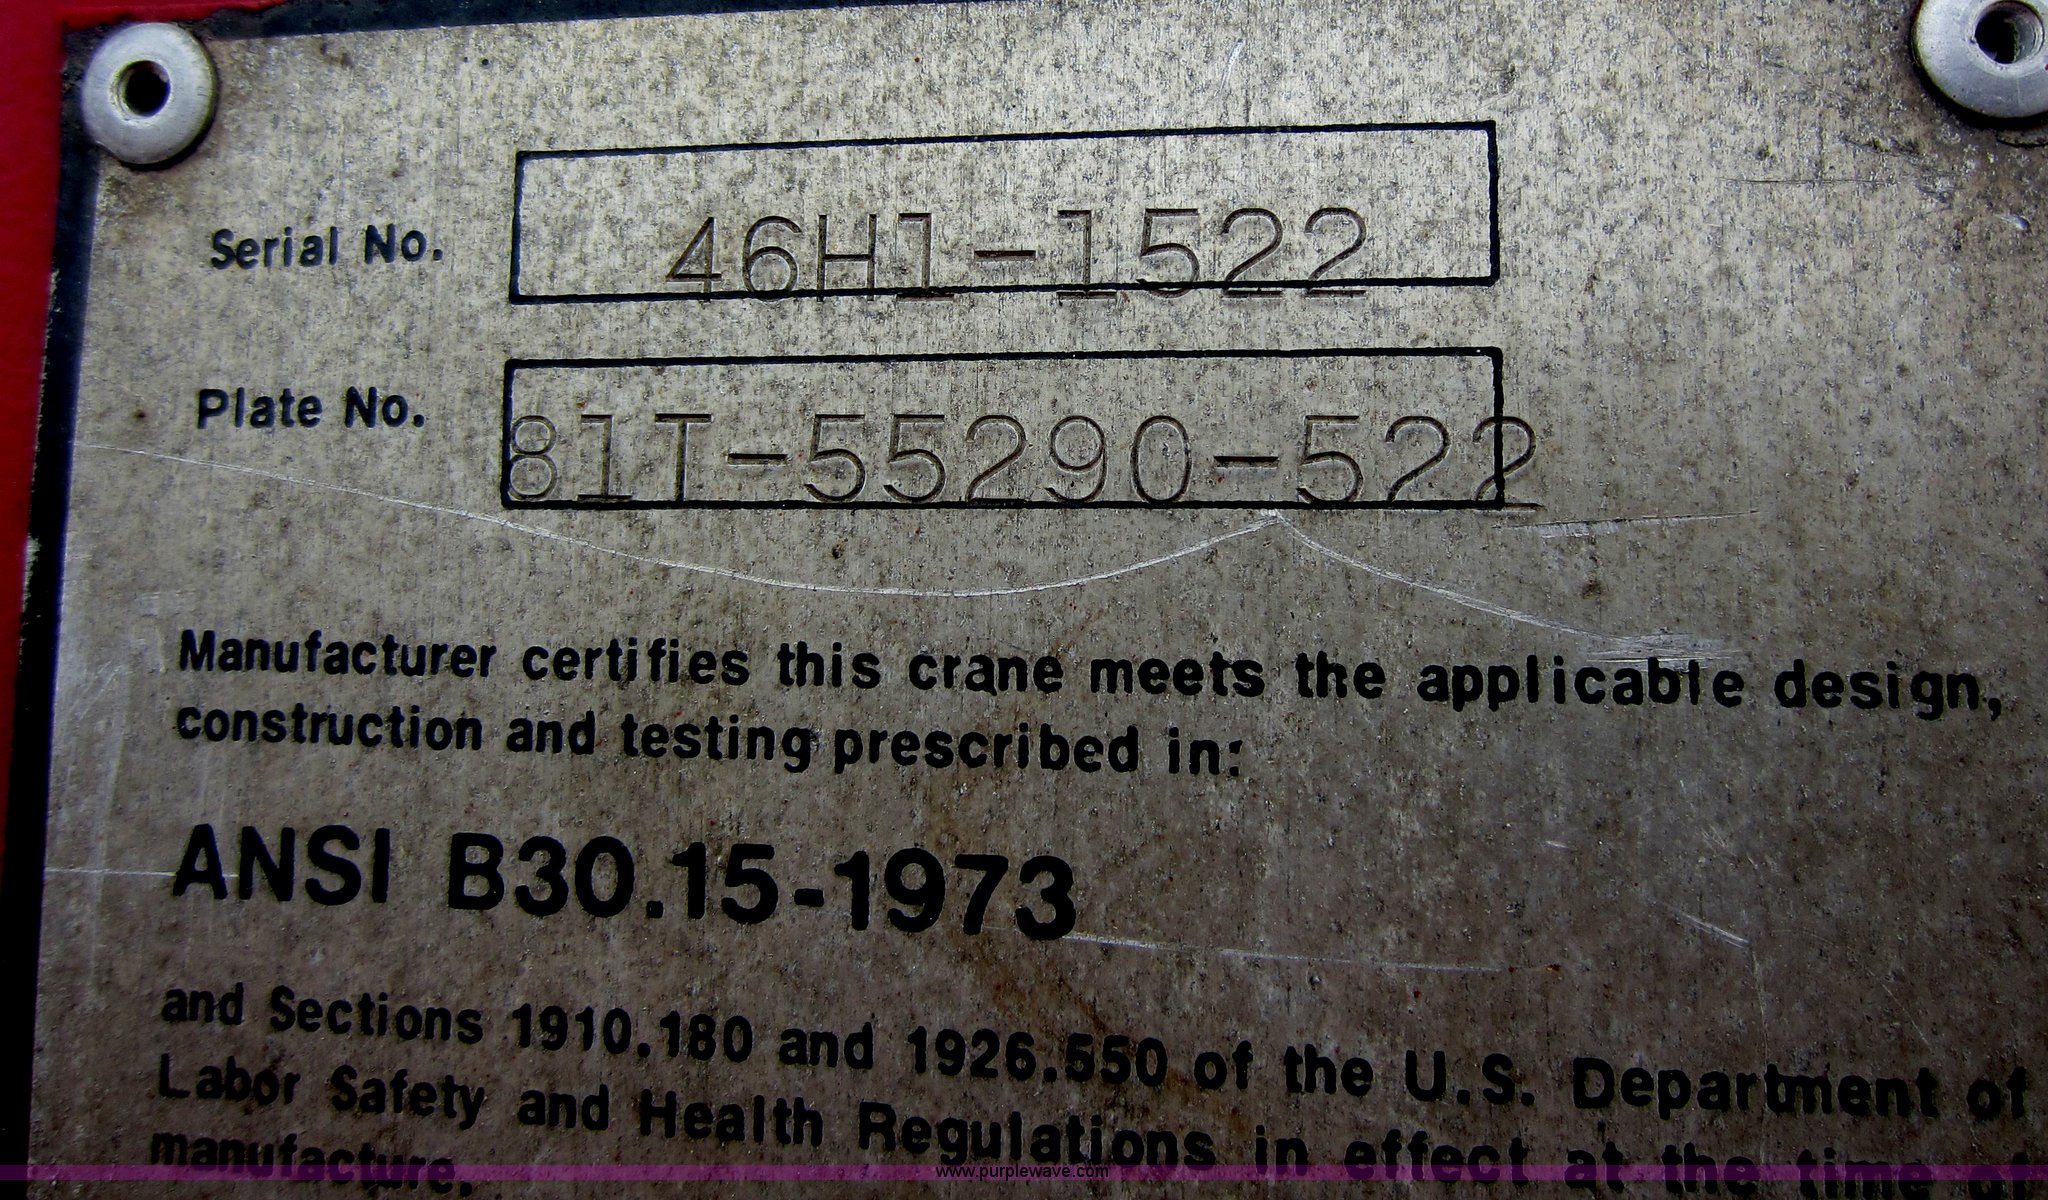 Serial No. 46H1-1522
Plate No. 81T-55290-522
Manufacturer certifies this crane meets the applicable design,
construction and testing prescribed in:
ANSI B30.15-1973
and Sections 1910.180 and 1926.550 of the U.S. Department of
Labor Safety and Health Regulations in effect at the time of
manufacture.
www.purplewave.com